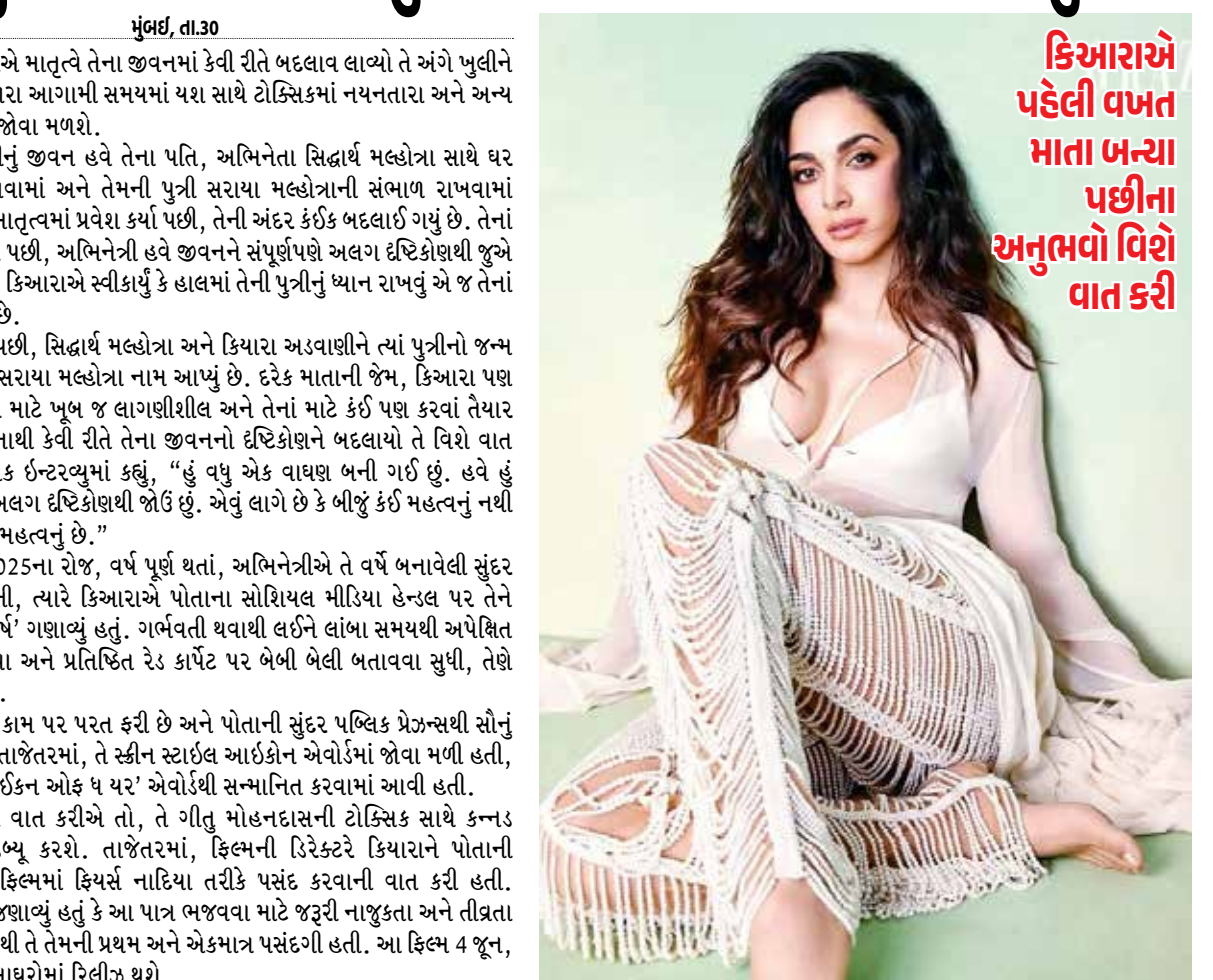 મુંબઈ, તા.30
એ માતૃત્વે તેના જીવનમાં કેવી રીતે બદલાવ લાવ્યો તે અંગે ખુલીને
આગામી સમયમાં યશ સાથે ટોક્સિકમાં નયનતારા અને અન્ય
જોવા મળશે.
જીવન હવે તેના પતિ, અભિનેતા સિદ્ધાર્થ મલ્હોત્રા સાથે ઘર
અને તેમની પુત્રી સરાયા મલ્હોત્રાની સંભાળ રાખવામાં
પ્રવેશ કર્યા પછી, તેની અંદર કંઈક બદલાઈ ગયું છે. તેનાં
પછી, અભિનેત્રી હવે જીવનને સંપૂર્ણપણે અલગ દૃષ્ટિકોણથી જુએ
કિઆરાએ સ્વીકાર્યું કે હાલમાં તેની પુત્રીનું ધ્યાન રાખવું એ જ તેનાં
છે.
સિદ્ધાર્થ મલ્હોત્રા અને કિયારા અડવાણીને ત્યાં પુત્રીનો જન્મ
સરાયા મલ્હોત્રા નામ આપ્યું છે. દરેક માતાની જેમ, કિઆરા પણ
માટે ખૂબ જ લાગણીશીલ અને તેનાં માટે કંઈ પણ કરવાં તૈયાર
કેવી રીતે તેના જીવનનો દૃષ્ટિકોણને બદલાયો તે વિશે વાત
ઇન્ટરવ્યુમાં કહ્યું, “હું વધુ એક વાઘણ બની ગઈ છું. હવે હું
દૃષ્ટિકોણથી જોઉં છું. એવું લાગે છે કે બીજું કંઈ મહત્વનું નથી
મહત્વનું છે.”
રોજ, વર્ષ પૂર્ણ થતાં, અભિનેત્રીએ તે વર્ષે બનાવેલી સુંદર
ત્યારે કિઆરાએ પોતાના સોશિયલ મીડિયા હેન્ડલ પર તેને
ગણાવ્યું હતું. ગર્ભવતી થવાથી લઈને લાંબા સમયથી અપેક્ષિત
અને પ્રતિષ્ઠિત રેડ કાર્પેટ પર બેબી બેલી બતાવવા સુધી, તેણે
.
કામ પર પરત ફરી છે અને પોતાની સુંદર પબ્લિક પ્રેઝન્સથી સૌનું
તાજેતરમાં, તે સ્ક્રીન સ્ટાઇલ આઇકોન એવોર્ડમાં જોવા મળી હતી,
ઓફ ધ યર’ એવોર્ડથી સન્માનિત કરવામાં આવી હતી.
વાત કરીએ તો, તે ગીતુ મોહનદાસની ટોક્સિક સાથે કન્નડ
કરશે. તાજેતરમાં, ફિલ્મની ડિરેક્ટરે કિયારાને પોતાની
ફિલ્મમાં ફિયર્સ નાદિયા તરીકે પસંદ કરવાની વાત કરી હતી.
હતું કે આ પાત્ર ભજવવા માટે જરૂરી નાજુકતા અને તીવ્રતા
તે તેમની પ્રથમ અને એકમાત્ર પસંદગી હતી. આ ફિલ્મ 4 જૂન,
રિલીઝ થશે
કિઆરાએ
પહેલી વખત
માતા બન્યા
પછીના
અનુભવો વિશે
વાત કરી